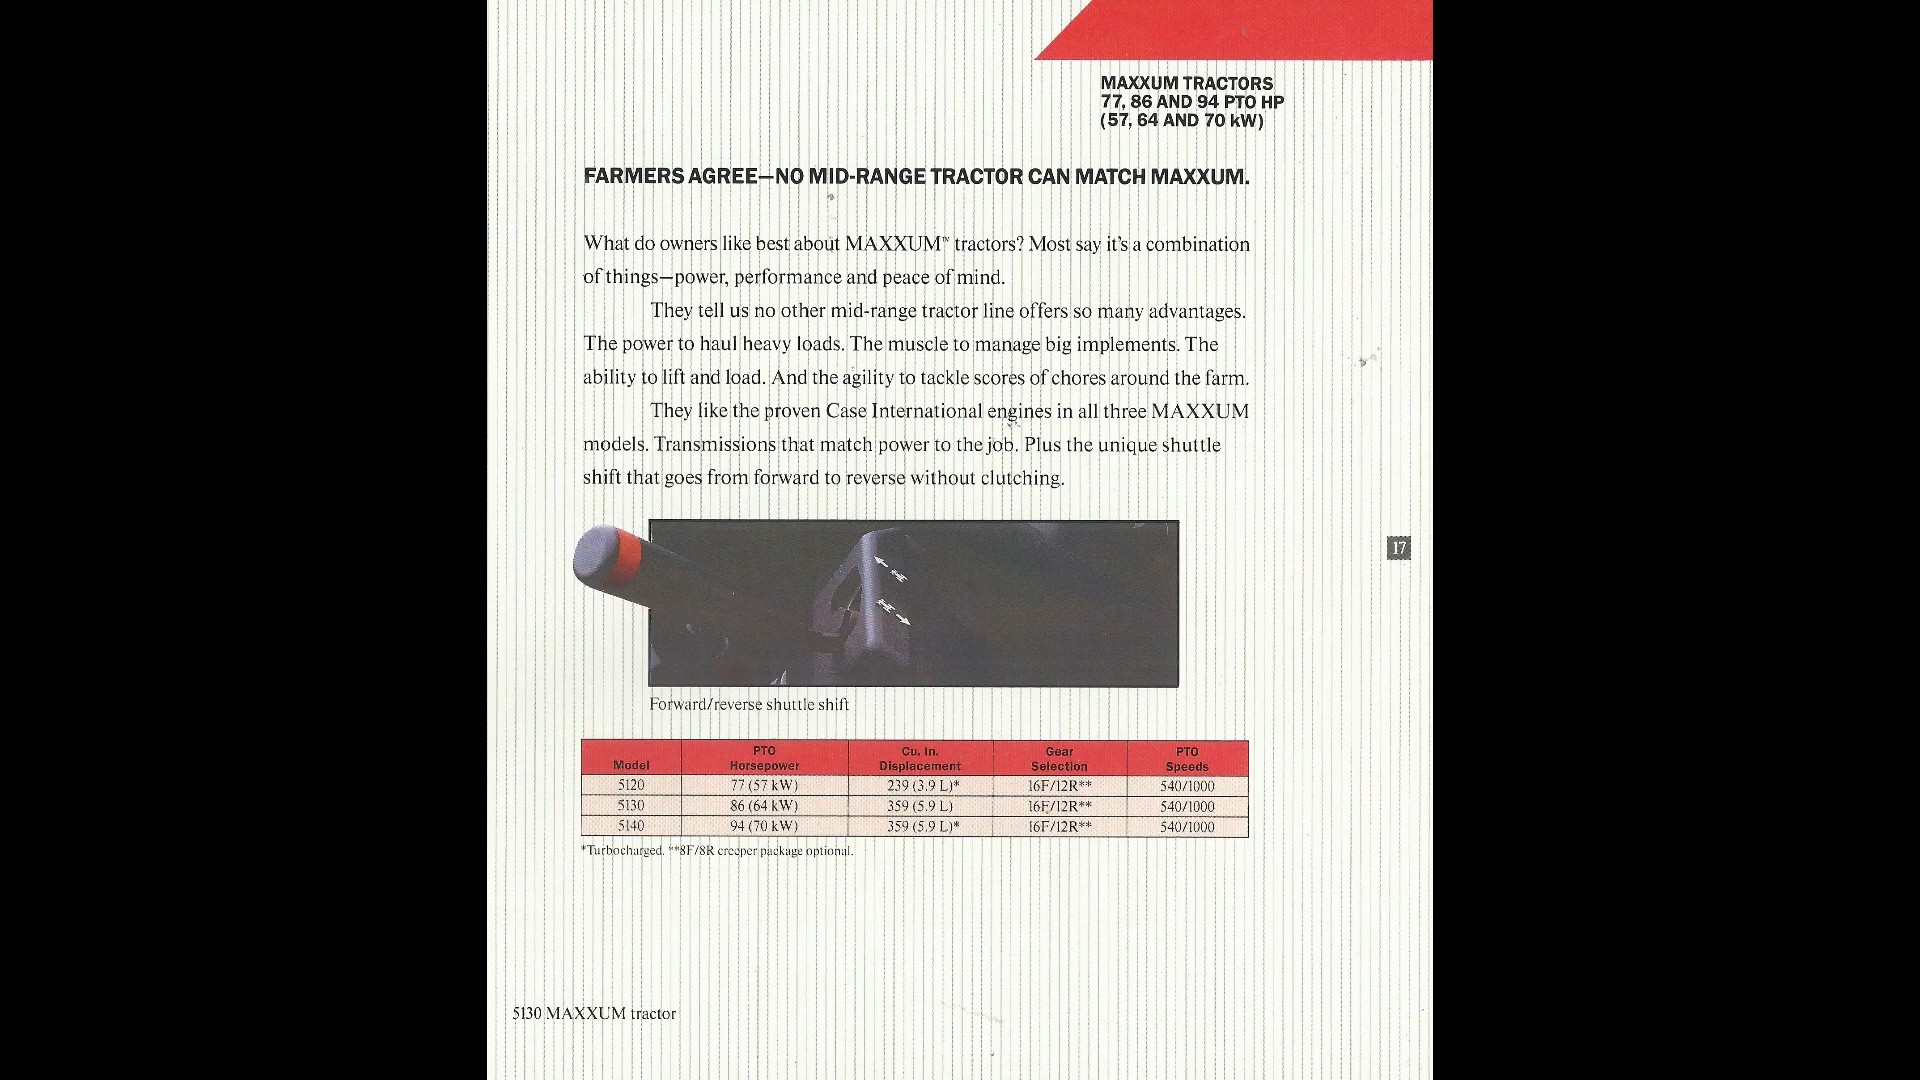 MAXXUM TRACTORS
77, 86 AND 94 PTO HP
(57, 64 AND 70 kW)
FARMERS AGREE—NO MID-RANGE TRACTOR CAN MATCH MAXXUM.
What do owners like best about MAXXUM™ tractors? Most say it's a combination
of things—power, performance and peace of mind.
They tell us no other mid-range tractor line offers so many advantages.
The power to haul heavy loads. The muscle to manage big implements. The
ability to lift and load. And the agility to tackle scores of chores around the farm.
They like the proven Case International engines in all three MAXXUM
models. Transmissions that match power to the job. Plus the unique shuttle
shift that goes from forward to reverse without clutching.
17
Forward/reverse shuttle shift
Model PTO Horsepower Cu. In. Displacement Gear Selection PTO Speeds
5120 77 (57 kW) 239 (3.9 L)* 16F/12R** 540/1000
5130 86 (64 kW) 359 (5.9 L) 16F/12R** 540/1000
5140 94 (70 kW) 359 (5.9 L)* 16F/12R** 540/1000
*Turbocharged. **8F/8R creeper package optional.
5130 MAXXUM tractor